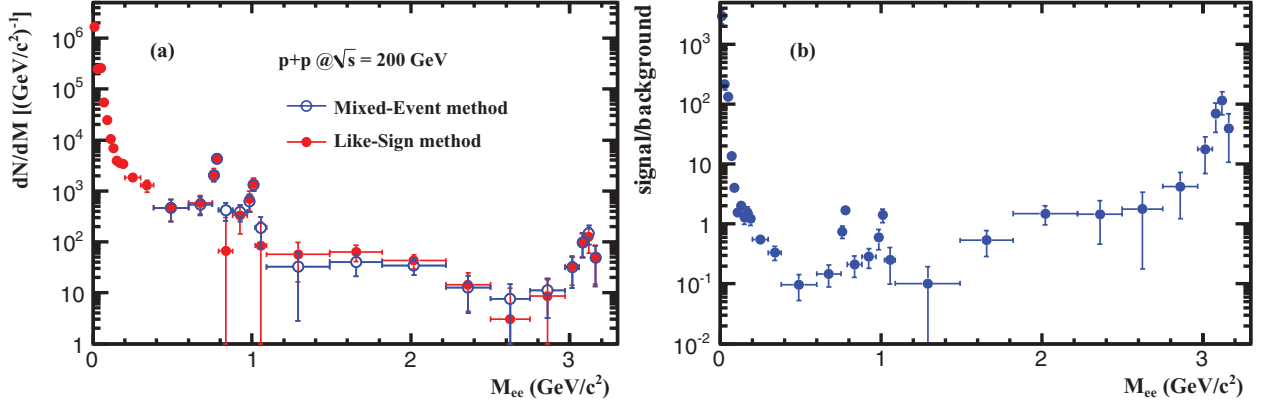 dN/dM [(GeV/c²)⁻¹]
10⁶
10⁵
10⁴
10³
10²
10
1
(a)
p+p @√s = 200 GeV
Mixed-Event method
Like-Sign method
0 1 2 3
M_ee (GeV/c²)
signal/background
10³
10²
10
1
10⁻¹
10⁻²
(b)
0 1 2 3
M_ee (GeV/c²)